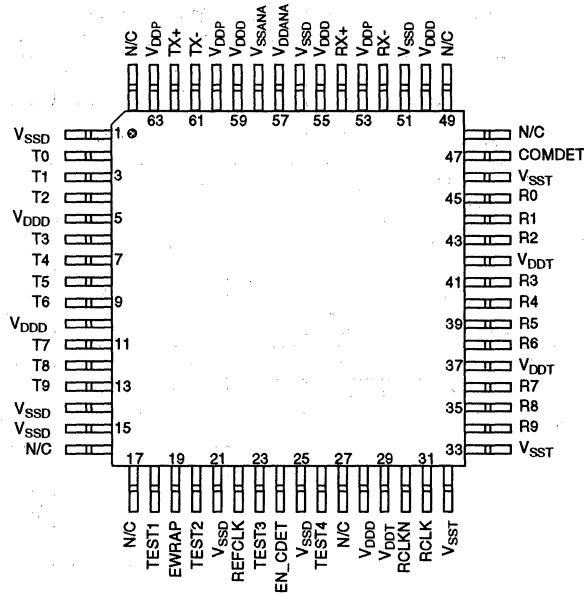 N/C VDDP TX+ TX- VDDP VDDD VSSANA VDDANA VSSD VDDD RX+ VDDP RX- VSSD VDDD N/C
63 61 59 57 55 53 51 49
VSSD 1
T0
T1 3
T2
VDDD 5
T3
T4 7
T5
T6 9
VDDD
T7 11
T8
T9 13
VSSD
VSSD 15
N/C
N/C
47 COMDET
VSST
45 R0
R1
43 R2
VDDT
41 R3
R4
39 R5
R6
37 VDDT
R7
35 R8
R9
33 VSST
17 19 21 23 25 27 29 31
N/C TEST1 EWRAP TEST2 VSSD REFCLK TEST3 EN_CDET VSSD TEST4 N/C VDDD VDDT RCLKN RCLK VSST